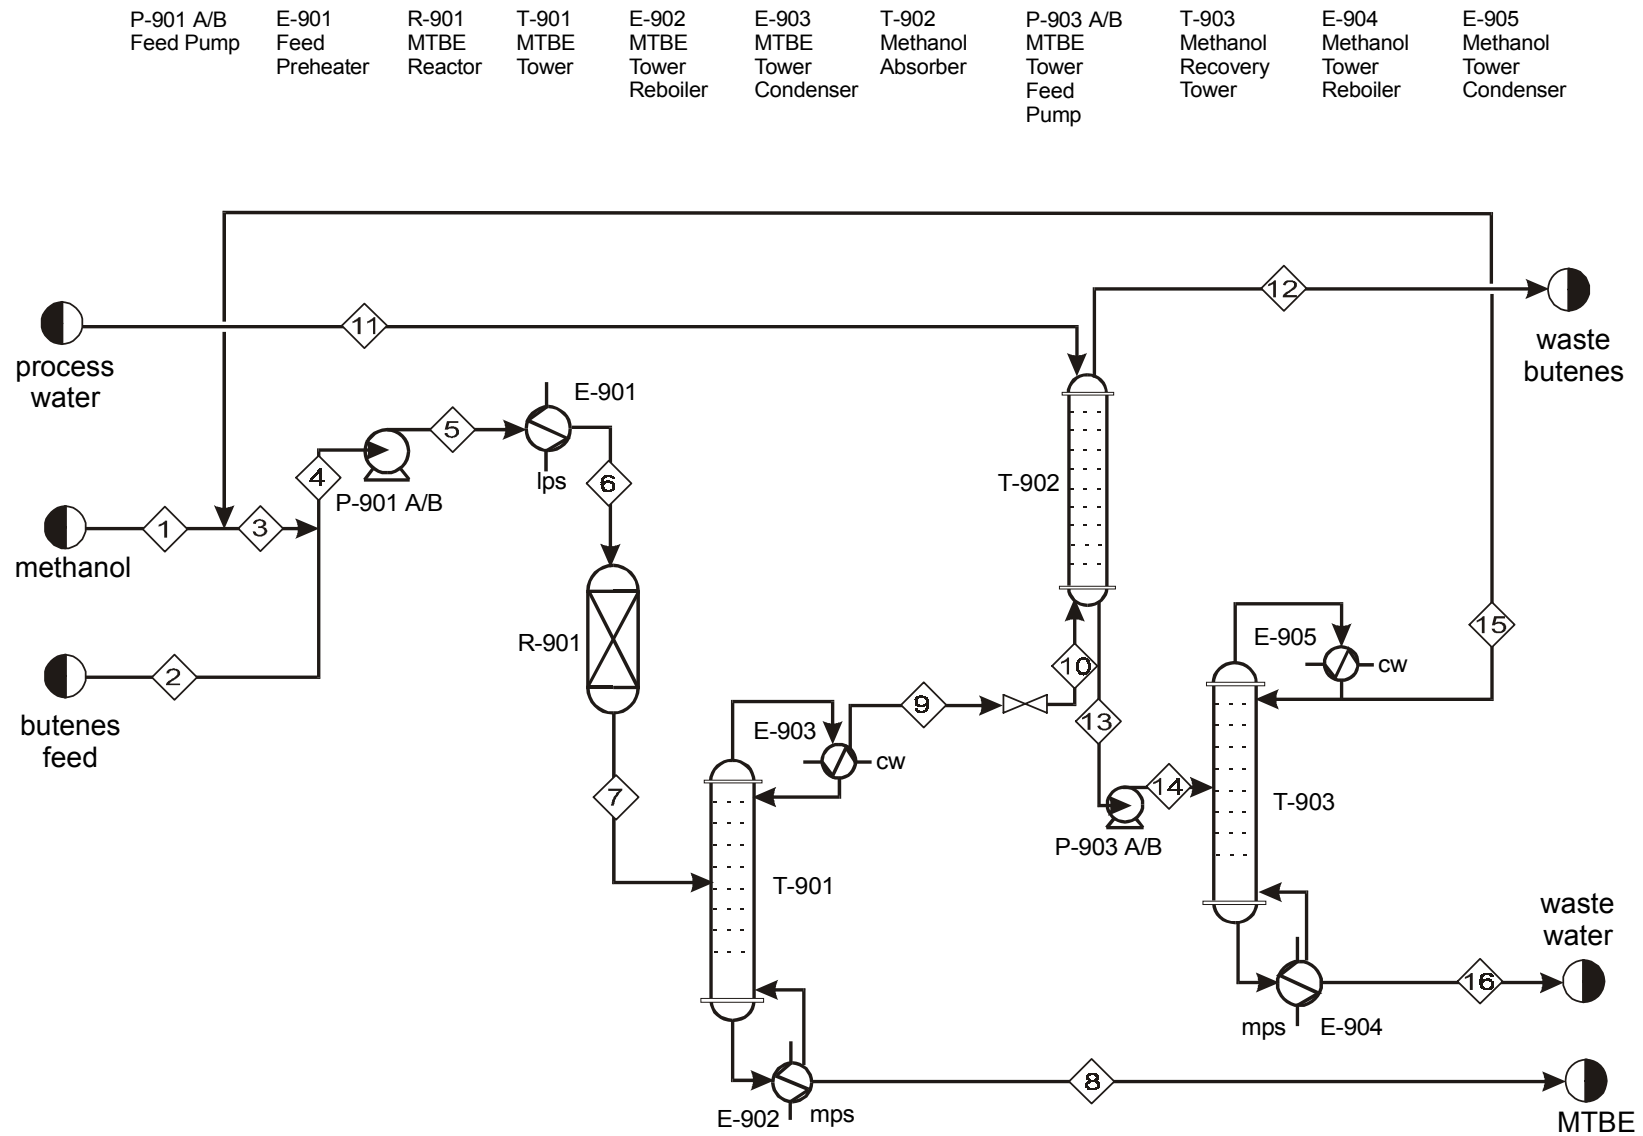 P-901 A/B
Feed Pump
E-901
Feed
Preheater
R-901
MTBE
Reactor
T-901
MTBE
Tower
E-902
MTBE
Tower
Reboiler
E-903
MTBE
Tower
Condenser
T-902
Methanol
Absorber
P-903 A/B
MTBE
Tower
Feed
Pump
T-903
Methanol
Recovery
Tower
E-904
Methanol
Tower
Reboiler
E-905
Methanol
Tower
Condenser
12
11
process
water
waste
butenes
E-901
5
4
lps
6
P-901 A/B
T-902
1
3
methanol
R-901
15
E-905
cw
10
2
butenes
feed
9
13
E-903
cw
14
7
T-903
P-903 A/B
T-901
waste
water
16
mps
E-904
8
E-902
mps
MTBE